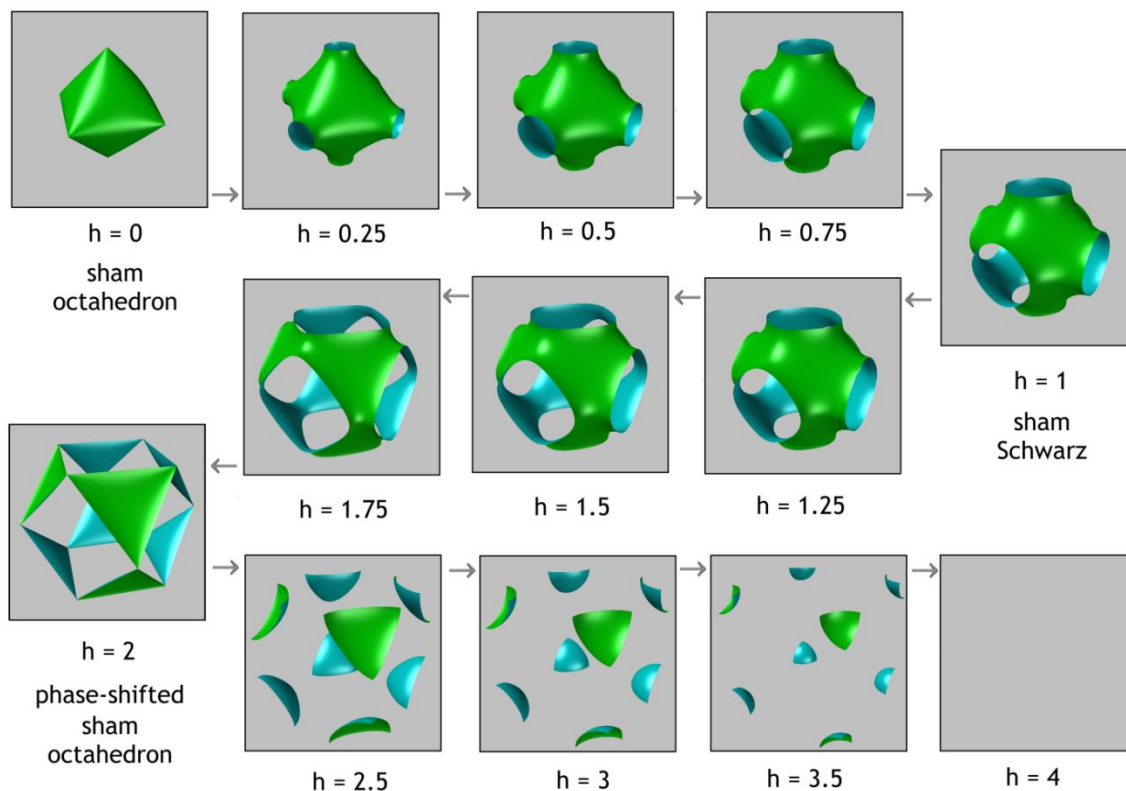 h = 0
sham
octahedron
h = 0.25
h = 0.5
h = 0.75
h = 1
sham
Schwarz
h = 1.25
h = 1.5
h = 1.75
h = 2
phase-shifted
sham
octahedron
h = 2.5
h = 3
h = 3.5
h = 4